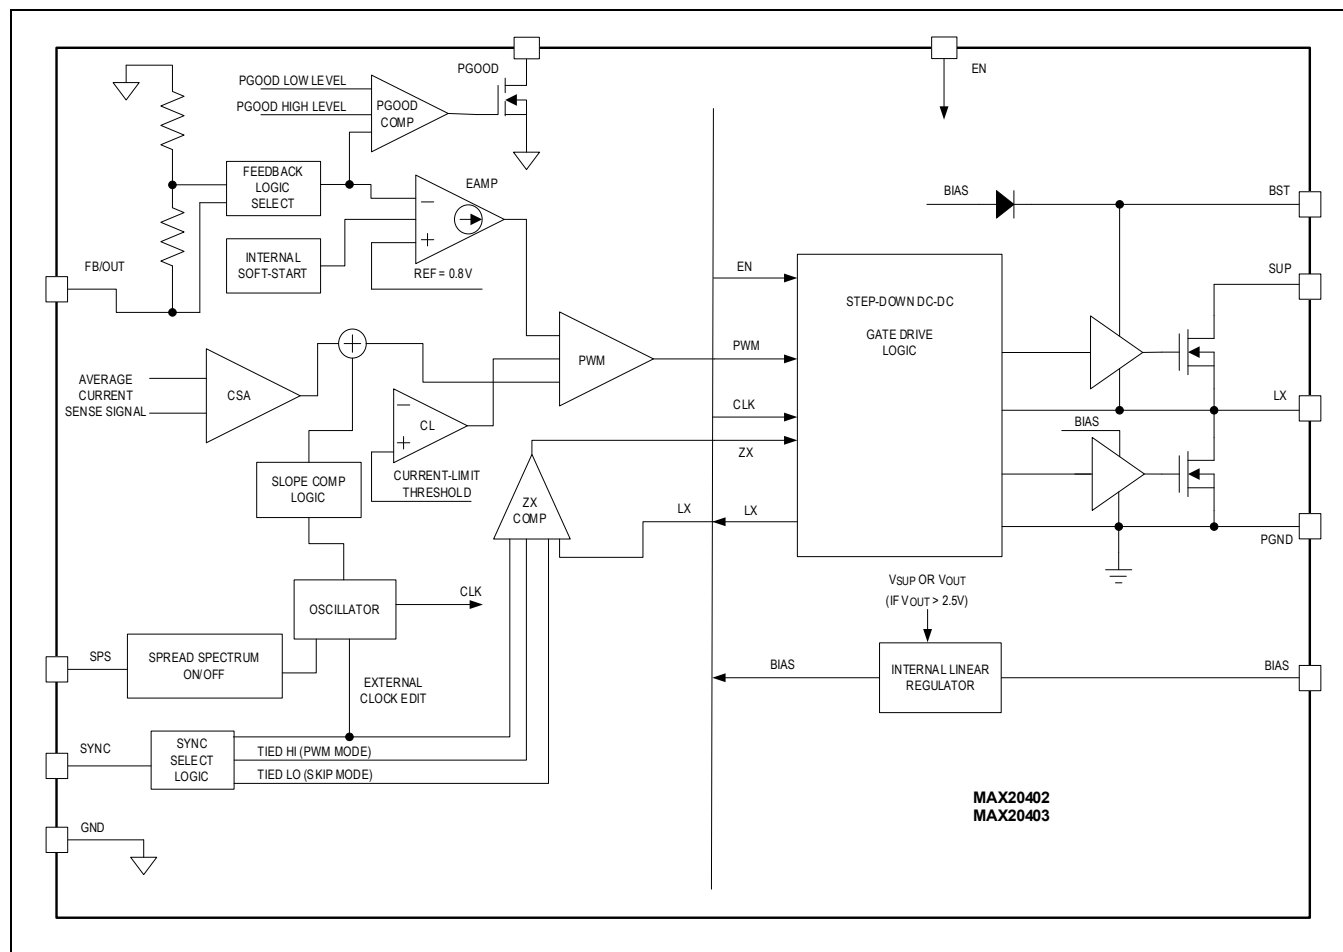 PGOOD
EN
PGOOD LOW LEVEL
PGOOD HIGH LEVEL
PGOOD
COMP
FEEDBACK
LOGIC
SELECT
EAMP
−
+
REF = 0.8V
INTERNAL
SOFT-START
FB/OUT
BIAS
BST
SUP
EN
STEP-DOWN DC-DC
GATE DRIVE
LOGIC
PWM
PWM
AVERAGE
CURRENT
SENSE SIGNAL
CSA
+
−
+
CL
CURRENT-LIMIT
THRESHOLD
CLK
ZX
LX
BIAS
SLOPE COMP
LOGIC
ZX
COMP
LX
LX
PGND
OSCILLATOR
CLK
VSUP OR VOUT
(IF VOUT > 2.5V)
SPS
SPREAD SPECTRUM
ON/OFF
EXTERNAL
CLOCK EDIT
BIAS
INTERNAL LINEAR
REGULATOR
BIAS
SYNC
SYNC
SELECT
LOGIC
TIED HI (PWM MODE)
TIED LO (SKIP MODE)
GND
MAX20402
MAX20403